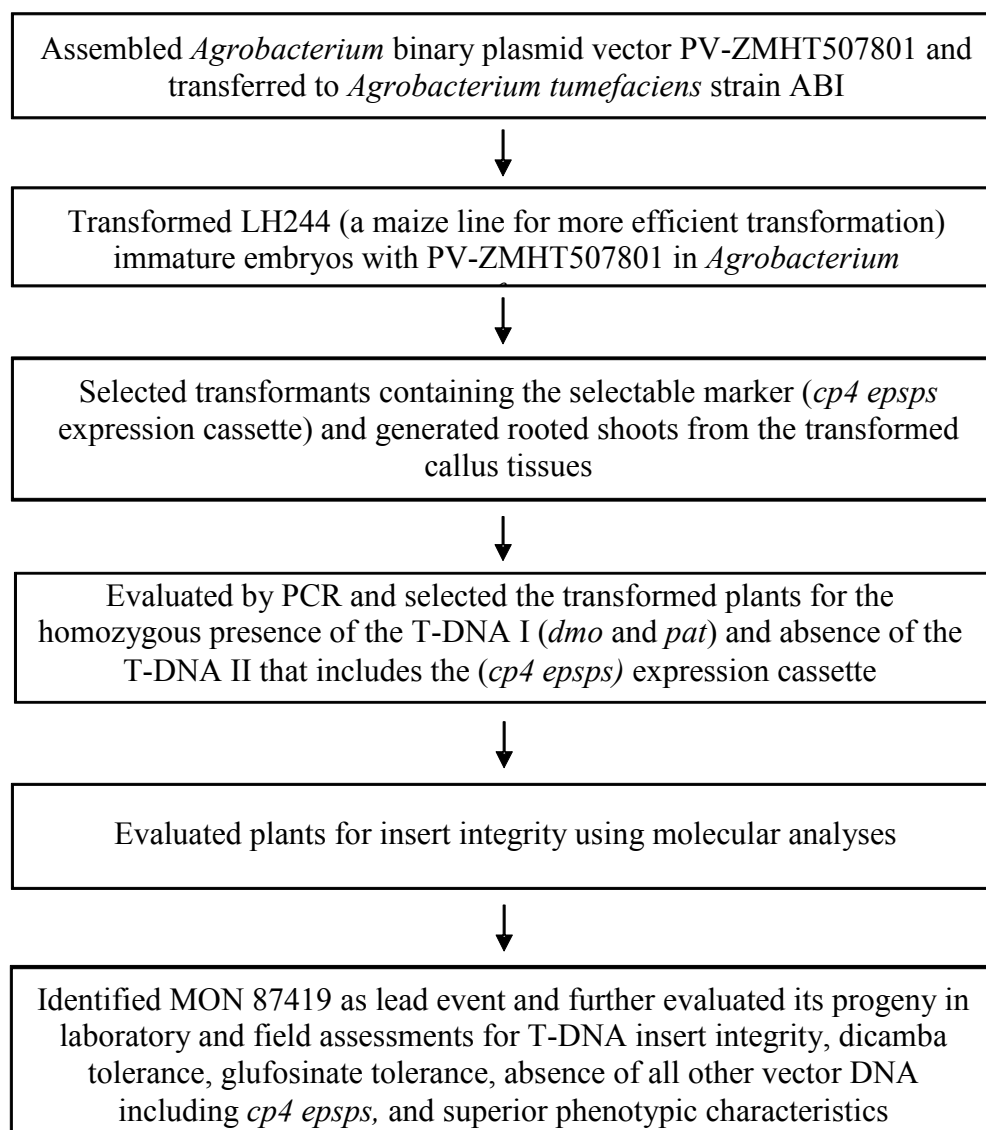 Assembled Agrobacterium binary plasmid vector PV-ZMHT507801 and
transferred to Agrobacterium tumefaciens strain ABI
Transformed LH244 (a maize line for more efficient transformation)
immature embryos with PV-ZMHT507801 in Agrobacterium
Selected transformants containing the selectable marker (cp4 epsps
expression cassette) and generated rooted shoots from the transformed
callus tissues
Evaluated by PCR and selected the transformed plants for the
homozygous presence of the T-DNA I (dmo and pat) and absence of the
T-DNA II that includes the (cp4 epsps) expression cassette
Evaluated plants for insert integrity using molecular analyses
Identified MON 87419 as lead event and further evaluated its progeny in
laboratory and field assessments for T-DNA insert integrity, dicamba
tolerance, glufosinate tolerance, absence of all other vector DNA
including cp4 epsps, and superior phenotypic characteristics